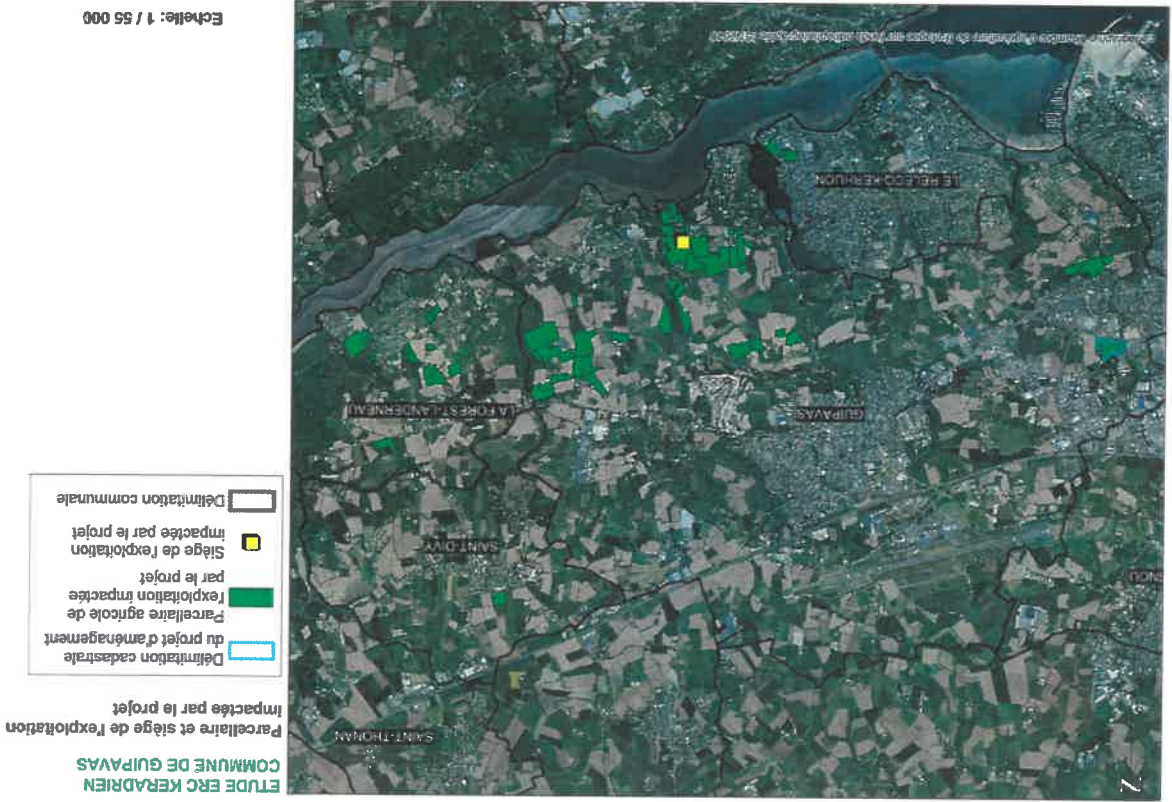 ETUDE ERC KERADRIEN
COMMUNE DE GUIPAVAS
Parcellaire et siège de l'exploitation
impactée par le projet
Délimitation cadastrale
du projet d'aménagement
Parcellaire agricole de
l'exploitation impactée
par le projet
Siège de l'exploitation
impactée par le projet
Délimitation communale
Echelle: 1 / 55 000
SAINT-THONAN
SAINT-DIVY
LA FOREST-LANDERNEAU
GUIPAVAS
LE RELECQ-KERHUON